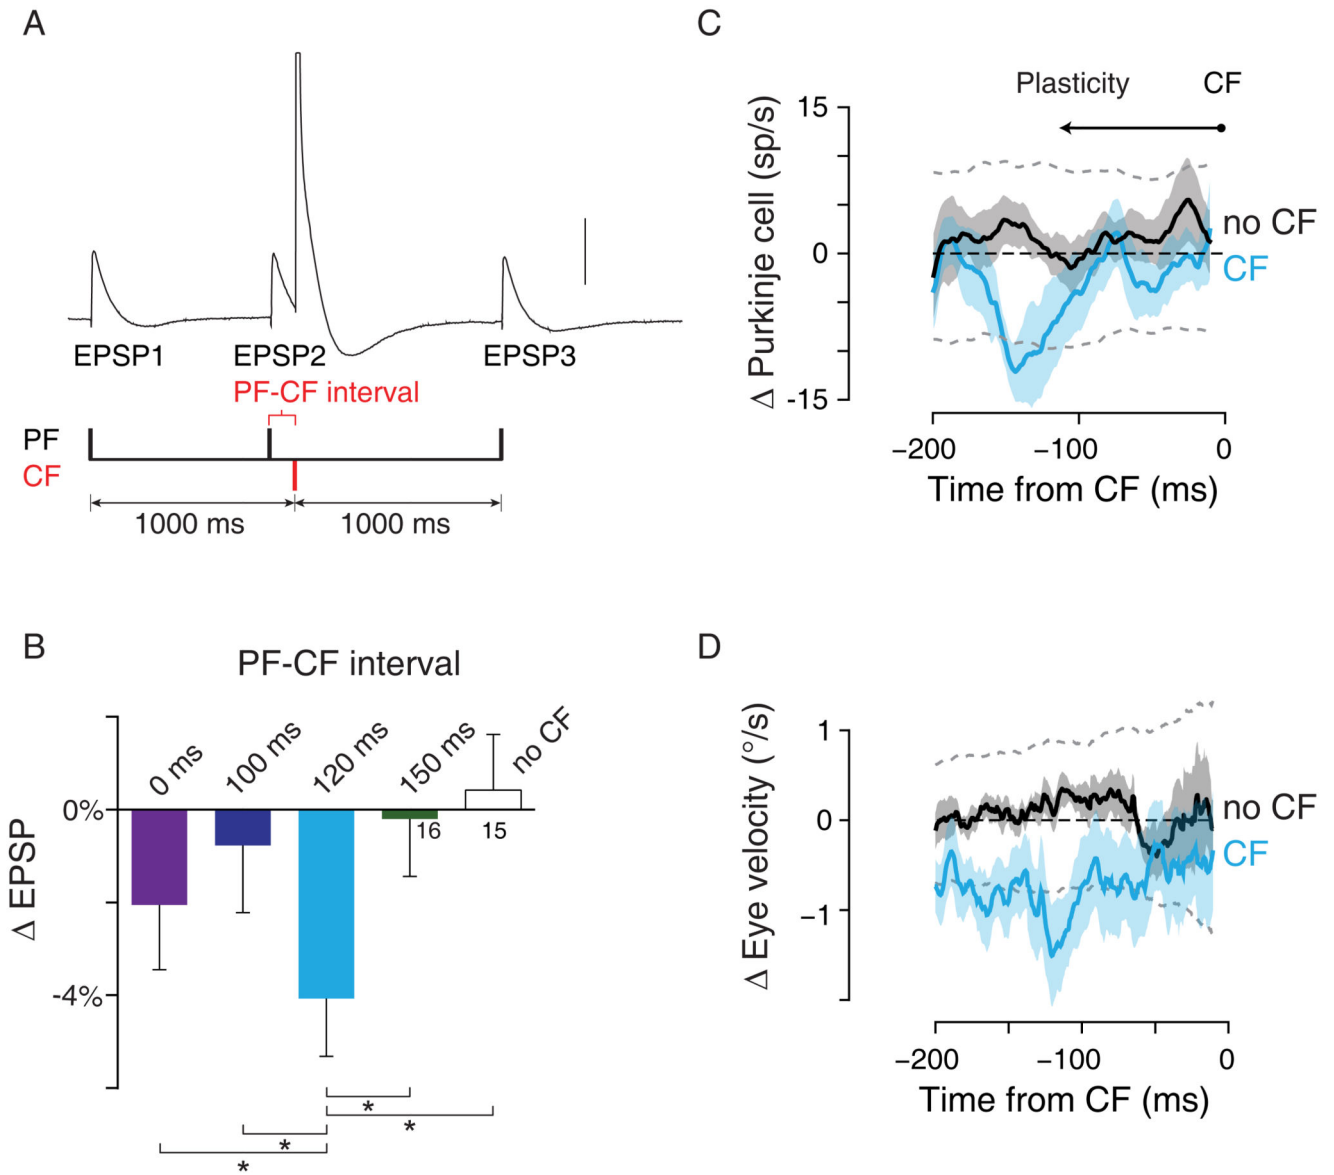 A
EPSP1 EPSP2 EPSP3
PF-CF interval
PF
CF
1000 ms 1000 ms
B
PF-CF interval
0 ms 100 ms 120 ms 150 ms no CF
0%
16 15
-4%
Δ EPSP
* 
*
*
*
C
Plasticity CF
15
0
-15
Δ Purkinje cell (sp/s)
no CF
CF
−200 −100 0
Time from CF (ms)
D
1
0
−1
Δ Eye velocity (°/s)
no CF
CF
−200 −100 0
Time from CF (ms)